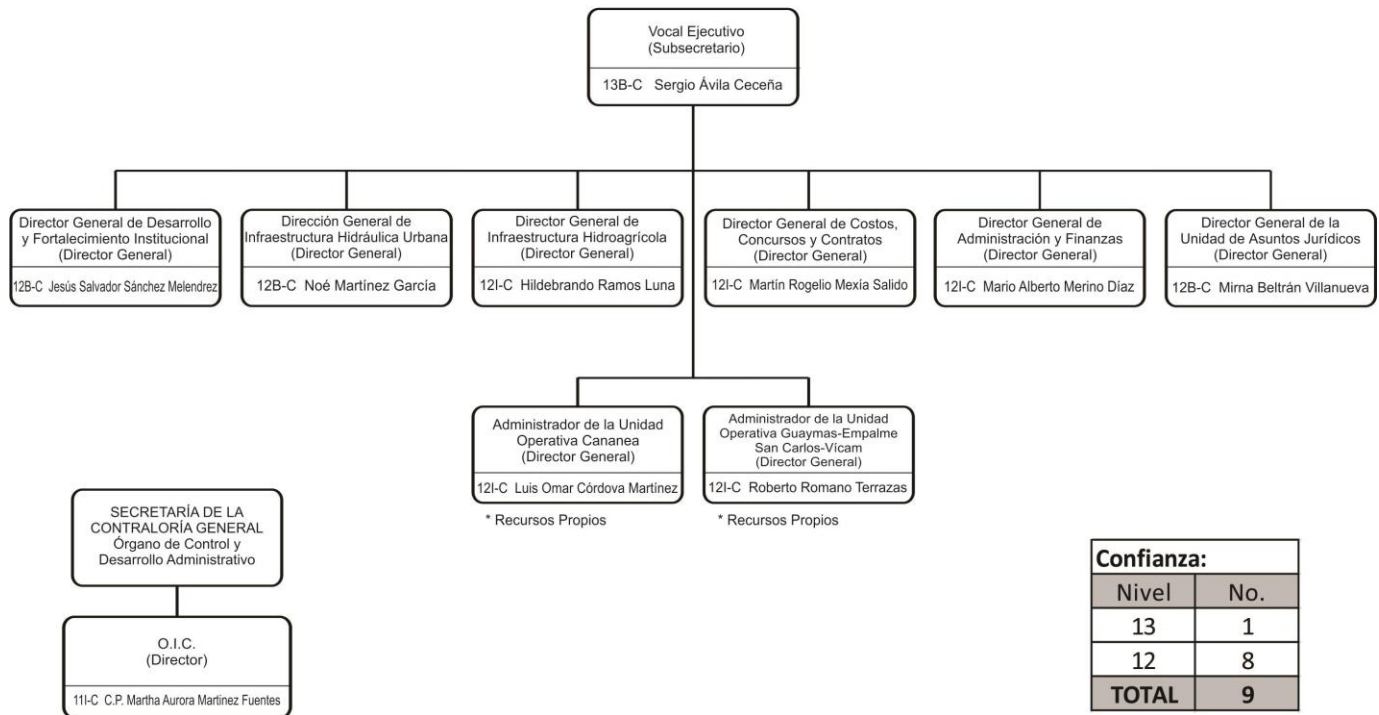 Vocal Ejecutivo
(Subsecretario)
13B-C Sergio Ávila Ceceña
Director General de Desarrollo
y Fortalecimiento Institucional
(Director General)
12B-C Jesús Salvador Sánchez Melendrez
Dirección General de
Infraestructura Hidráulica Urbana
(Director General)
12B-C Noé Martínez García
Director General de
Infraestructura Hidroagrícola
(Director General)
12I-C Hildebrando Ramos Luna
Director General de Costos,
Concursos y Contratos
(Director General)
12I-C Martín Rogelio Mexía Salido
Director General de
Administración y Finanzas
(Director General)
12I-C Mario Alberto Merino Díaz
Director General de la
Unidad de Asuntos Jurídicos
(Director General)
12B-C Mirna Beltrán Villanueva
Administrador de la Unidad
Operativa Cananea
(Director General)
12I-C Luis Omar Córdova Martínez
* Recursos Propios
Administrador de la Unidad
Operativa Guaymas-Empalme
San Carlos-Vícam
(Director General)
12I-C Roberto Romano Terrazas
* Recursos Propios
SECRETARÍA DE LA
CONTRALORÍA GENERAL
Órgano de Control y
Desarrollo Administrativo
O.I.C.
(Director)
11I-C C.P. Martha Aurora Martínez Fuentes
Confianza:
Nivel No.
13 1
12 8
TOTAL 9